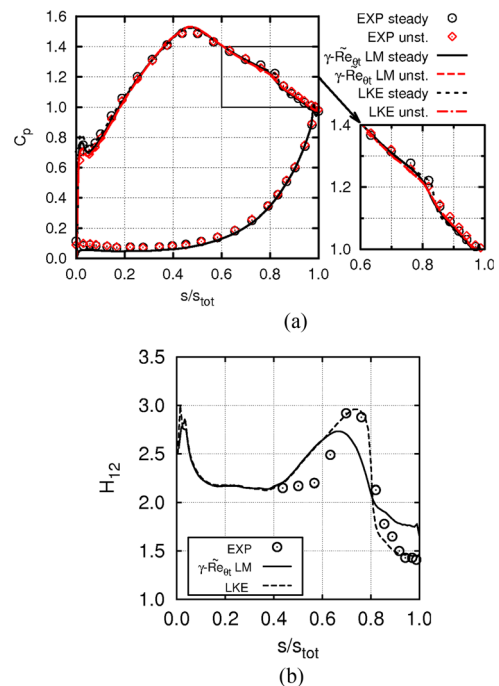 EXP steady
EXP unst.
γ-R̃eθt LM steady
γ-R̃eθt LM unst.
LKE steady
LKE unst.
Cp
1.6
1.4
1.2
1.0
0.8
0.6
0.4
0.2
0.0
0.0 0.2 0.4 0.6 0.8 1.0
s/stot
1.4
1.2
1.0
0.6 0.8 1.0
(a)
H12
3.5
3.0
2.5
2.0
1.5
1.0
EXP
γ-R̃eθt LM
LKE
0.0 0.2 0.4 0.6 0.8 1.0
s/stot
(b)